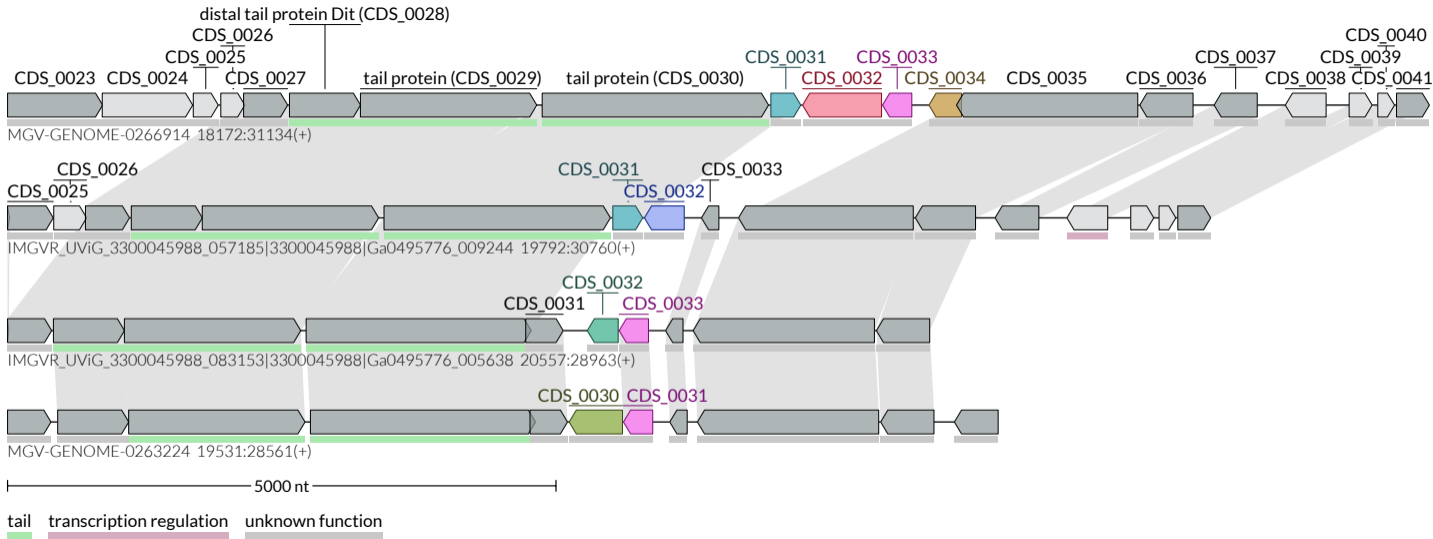 distal tail protein Dit (CDS_0028)
CDS_0026
CDS_0040
CDS_0025
CDS_0031
CDS_0033
CDS_0037
CDS_0039
CDS_0023
CDS_0024
CDS_0027
tail protein (CDS_0029)
tail protein (CDS_0030)
CDS_0032
CDS_0034
CDS_0035
CDS_0036
CDS_0038
CDS_0041
MGV-GENOME-0266914 18172:31134(+)
CDS_0026
CDS_0031
CDS_0033
CDS_0025
CDS_0032
IMGVR_UViG_3300045988_057185|3300045988|Ga0495776_009244 19792:30760(+)
CDS_0032
CDS_0031
CDS_0033
IMGVR_UViG_3300045988_083153|3300045988|Ga0495776_005638 20557:28963(+)
CDS_0030
CDS_0031
MGV-GENOME-0263224 19531:28561(+)
5000 nt
tail
transcription regulation
unknown function